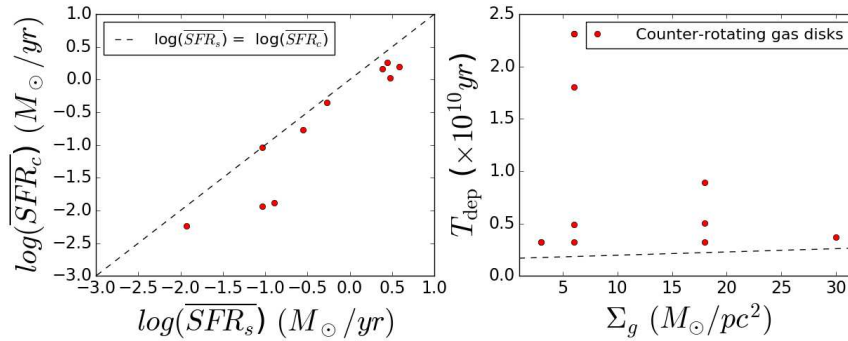 log(SFR_s) = log(SFR_c)
1.0
0.5
0.0
−0.5
−1.0
−1.5
−2.0
−2.5
−3.0
log(SFR_c) (M_⊙/yr)
−3.0 −2.5 −2.0 −1.5 −1.0 −0.5 0.0 0.5 1.0
log(SFR_s) (M_⊙/yr)
Counter-rotating gas disks
2.5
2.0
1.5
1.0
0.5
0.0
T_dep (×10^10 yr)
5 10 15 20 25 30
Σ_g (M_⊙/pc^2)